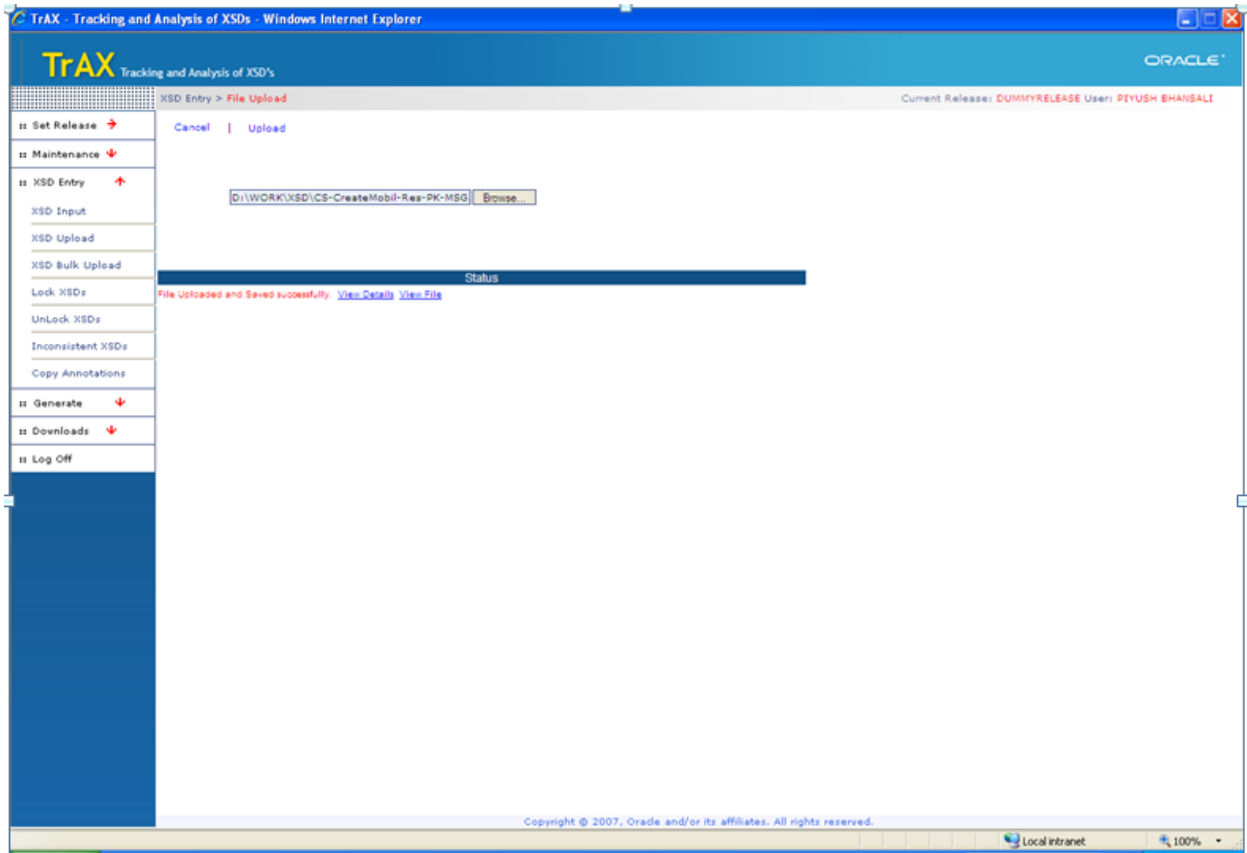 TrAX - Tracking and Analysis of XSDs - Windows Internet Explorer
TrAX Tracking and Analysis of XSD's
ORACLE
XSD Entry > File Upload
Current Release: DUMMYRELEASE User: PIYUSH BHANSALI
Set Release
Cancel | Upload
Maintenance
XSD Entry
D:\WORK\XSD\CS-CreateMobil-Res-PK-MSG Browse...
XSD Input
XSD Upload
XSD Bulk Upload
Status
Lock XSDs
File Uploaded and Saved successfully. View Details View File
UnLock XSDs
Inconsistent XSDs
Copy Annotations
Generate
Downloads
Log Off
Copyright © 2007, Oracle and/or its affiliates. All rights reserved.
Local intranet
100%